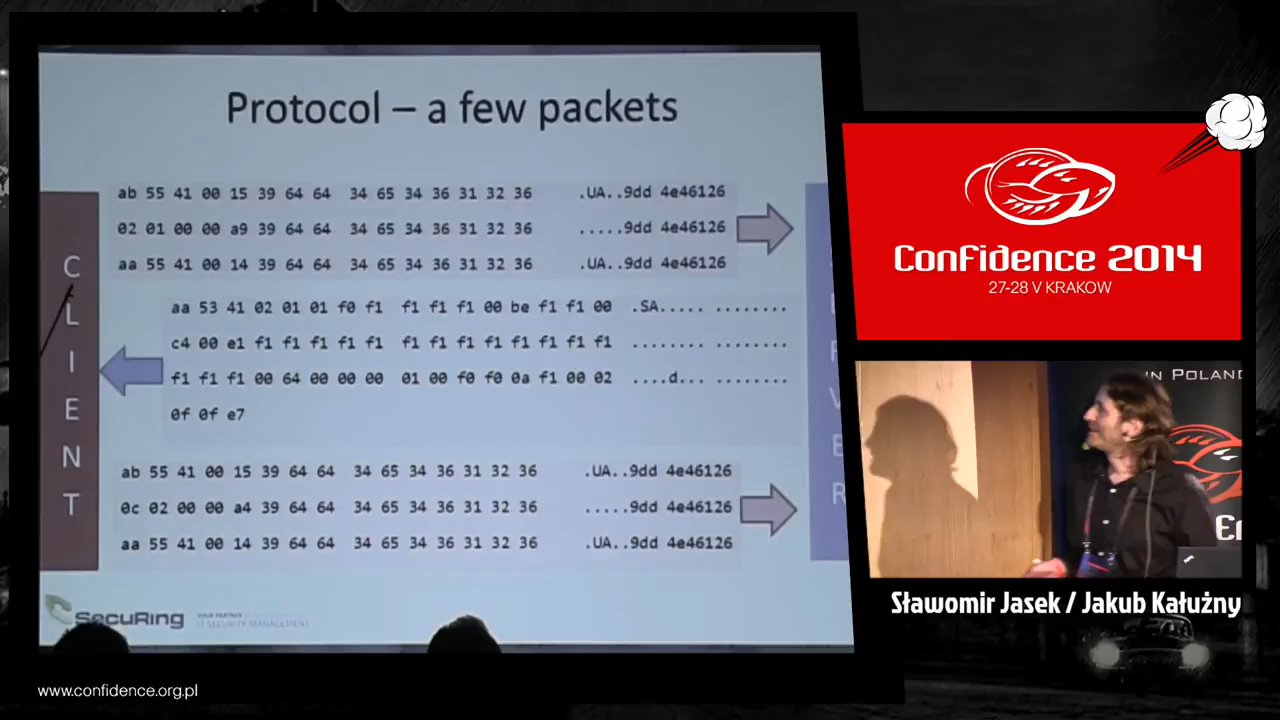 Protocol – a few packets
ab 55 41 00 15 39 64 64 34 65 34 36 31 32 36 .UA..9dd 4e46126
02 01 00 00 a9 39 64 64 34 65 34 36 31 32 36 .....9dd 4e46126
aa 55 41 00 14 39 64 64 34 65 34 36 31 32 36 .UA..9dd 4e46126
aa 53 41 02 01 01 f0 f1 f1 f1 f1 00 be f1 f1 00 .SA..... ........
c4 00 e1 f1 f1 f1 f1 f1 f1 f1 f1 f1 f1 f1 f1 f1 ........ ........
f1 f1 f1 00 64 00 00 00 01 00 f0 f0 0a f1 00 02 ....d... ........
0f 0f e7
ab 55 41 00 15 39 64 64 34 65 34 36 31 32 36 .UA..9dd 4e46126
0c 02 00 00 a4 39 64 64 34 65 34 36 31 32 36 .....9dd 4e46126
aa 55 41 00 14 39 64 64 34 65 34 36 31 32 36 .UA..9dd 4e46126
C
L
I
E
N
T
V
E
R
SecuRing
YOUR PARTNER
IT SECURITY MANAGEMENT
ConFidence 2014
27-28 V KRAKOW
IN POLAND
Sławomir Jasek / Jakub Kałużny
www.confidence.org.pl